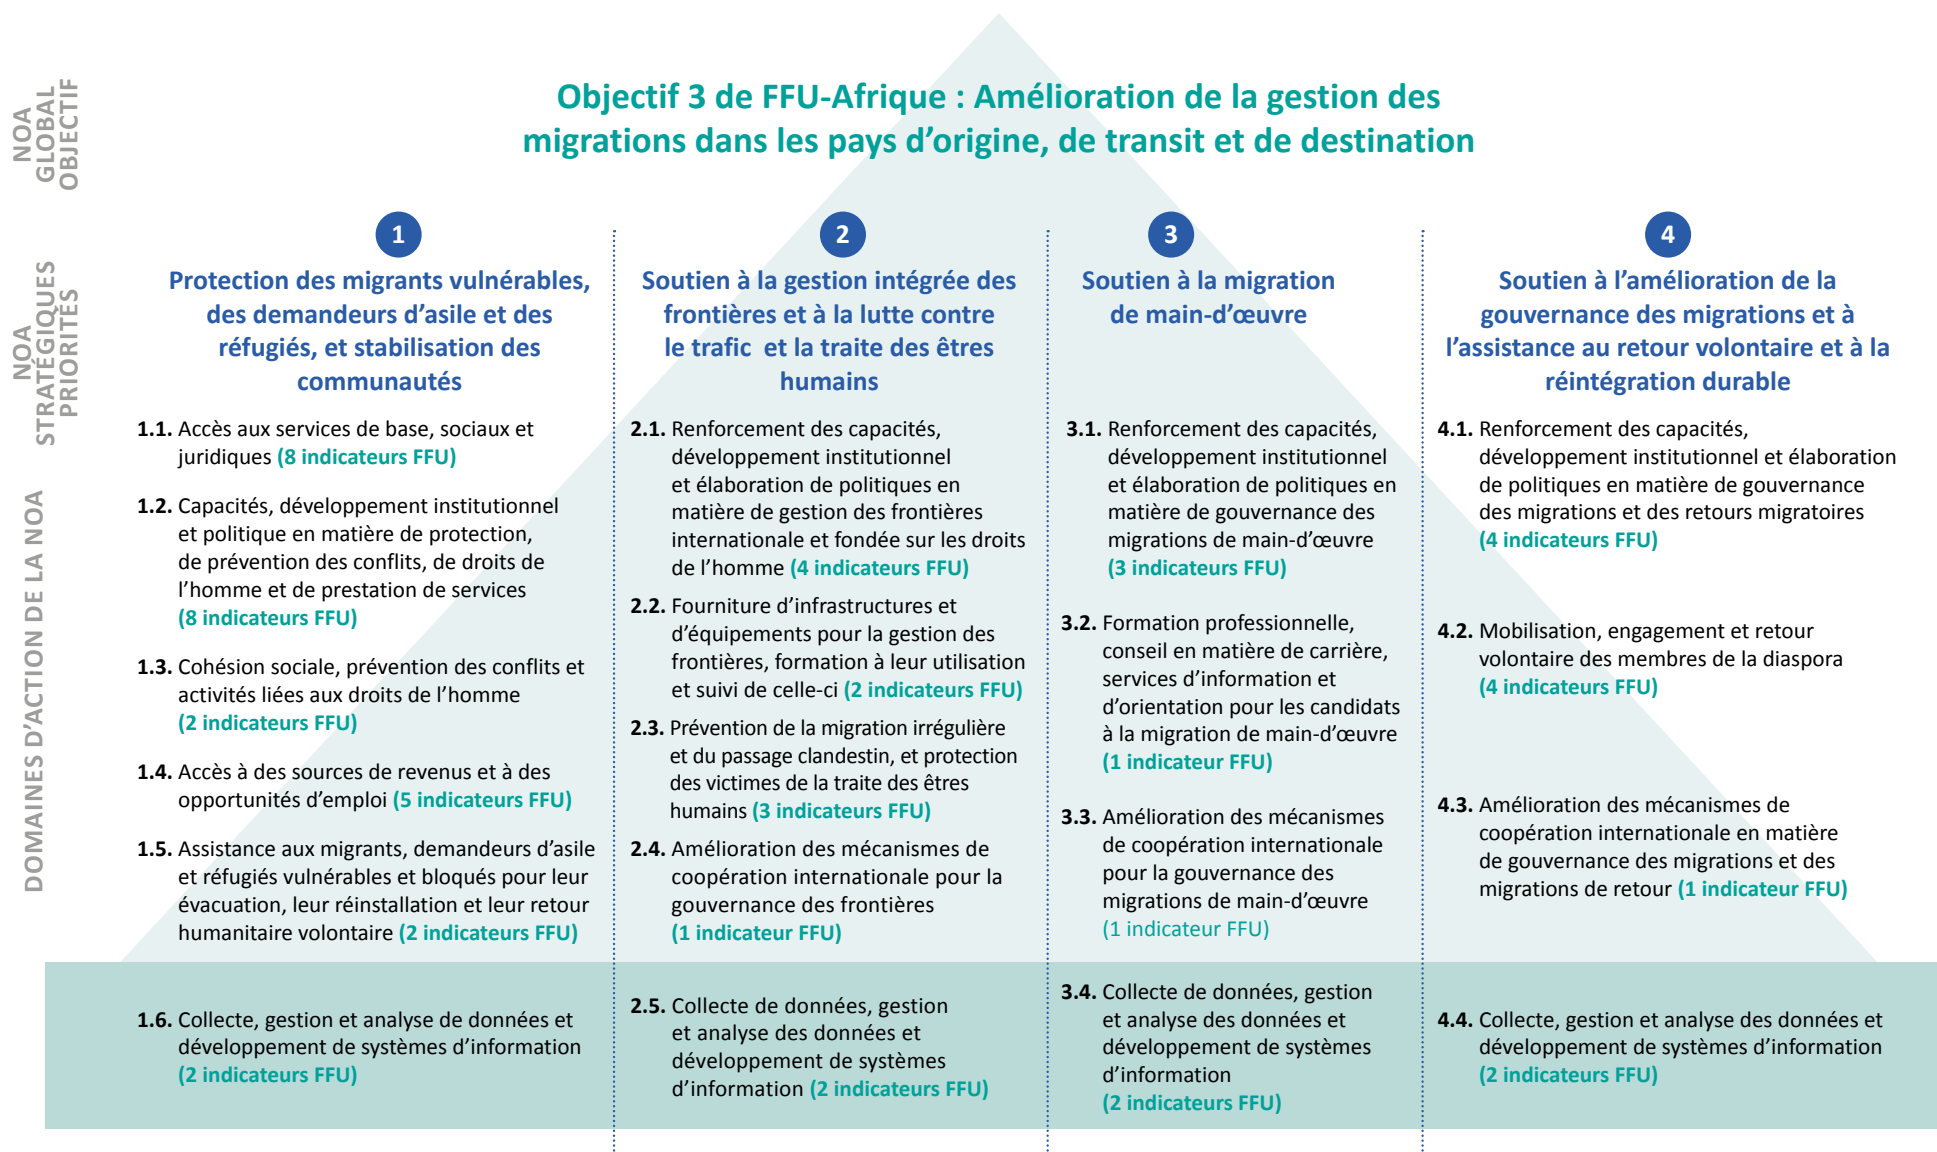 NOA
GLOBAL
OBJECTIF
Objectif 3 de FFU-Afrique : Amélioration de la gestion des
migrations dans les pays d’origine, de transit et de destination
NOA
STRATÉGIQUES
PRIORITÉS
1
Protection des migrants vulnérables,
des demandeurs d’asile et des
réfugiés, et stabilisation des
communautés
2
Soutien à la gestion intégrée des
frontières et à la lutte contre
le trafic et la traite des êtres
humains
3
Soutien à la migration
de main-d’œuvre
4
Soutien à l’amélioration de la
gouvernance des migrations et à
l’assistance au retour volontaire et à la
réintégration durable
DOMAINES D’ACTION DE LA NOA
1.1. Accès aux services de base, sociaux et
juridiques (8 indicateurs FFU)
1.2. Capacités, développement institutionnel
et politique en matière de protection,
de prévention des conflits, de droits de
l’homme et de prestation de services
(8 indicateurs FFU)
1.3. Cohésion sociale, prévention des conflits et
activités liées aux droits de l’homme
(2 indicateurs FFU)
1.4. Accès à des sources de revenus et à des
opportunités d’emploi (5 indicateurs FFU)
1.5. Assistance aux migrants, demandeurs d’asile
et réfugiés vulnérables et bloqués pour leur
évacuation, leur réinstallation et leur retour
humanitaire volontaire (2 indicateurs FFU)
1.6. Collecte, gestion et analyse de données et
développement de systèmes d’information
(2 indicateurs FFU)
2.1. Renforcement des capacités,
développement institutionnel
et élaboration de politiques en
matière de gestion des frontières
internationale et fondée sur les droits
de l’homme (4 indicateurs FFU)
2.2. Fourniture d’infrastructures et
d’équipements pour la gestion des
frontières, formation à leur utilisation
et suivi de celle-ci (2 indicateurs FFU)
2.3. Prévention de la migration irrégulière
et du passage clandestin, et protection
des victimes de la traite des êtres
humains (3 indicateurs FFU)
2.4. Amélioration des mécanismes de
coopération internationale pour la
gouvernance des frontières
(1 indicateur FFU)
2.5. Collecte de données, gestion
et analyse des données et
développement de systèmes
d’information (2 indicateurs FFU)
3.1. Renforcement des capacités,
développement institutionnel
et élaboration de politiques en
matière de gouvernance des
migrations de main-d’œuvre
(3 indicateurs FFU)
3.2. Formation professionnelle,
conseil en matière de carrière,
services d’information et
d’orientation pour les candidats
à la migration de main-d’œuvre
(1 indicateur FFU)
3.3. Amélioration des mécanismes
de coopération internationale
pour la gouvernance des
migrations de main-d’œuvre
(1 indicateur FFU)
3.4. Collecte de données, gestion
et analyse des données et
développement de systèmes
d’information
(2 indicateurs FFU)
4.1. Renforcement des capacités,
développement institutionnel et élaboration
de politiques en matière de gouvernance
des migrations et des retours migratoires
(4 indicateurs FFU)
4.2. Mobilisation, engagement et retour
volontaire des membres de la diaspora
(4 indicateurs FFU)
4.3. Amélioration des mécanismes de
coopération internationale en matière
de gouvernance des migrations et des
migrations de retour (1 indicateur FFU)
4.4. Collecte, gestion et analyse des données et
développement de systèmes d’information
(2 indicateurs FFU)